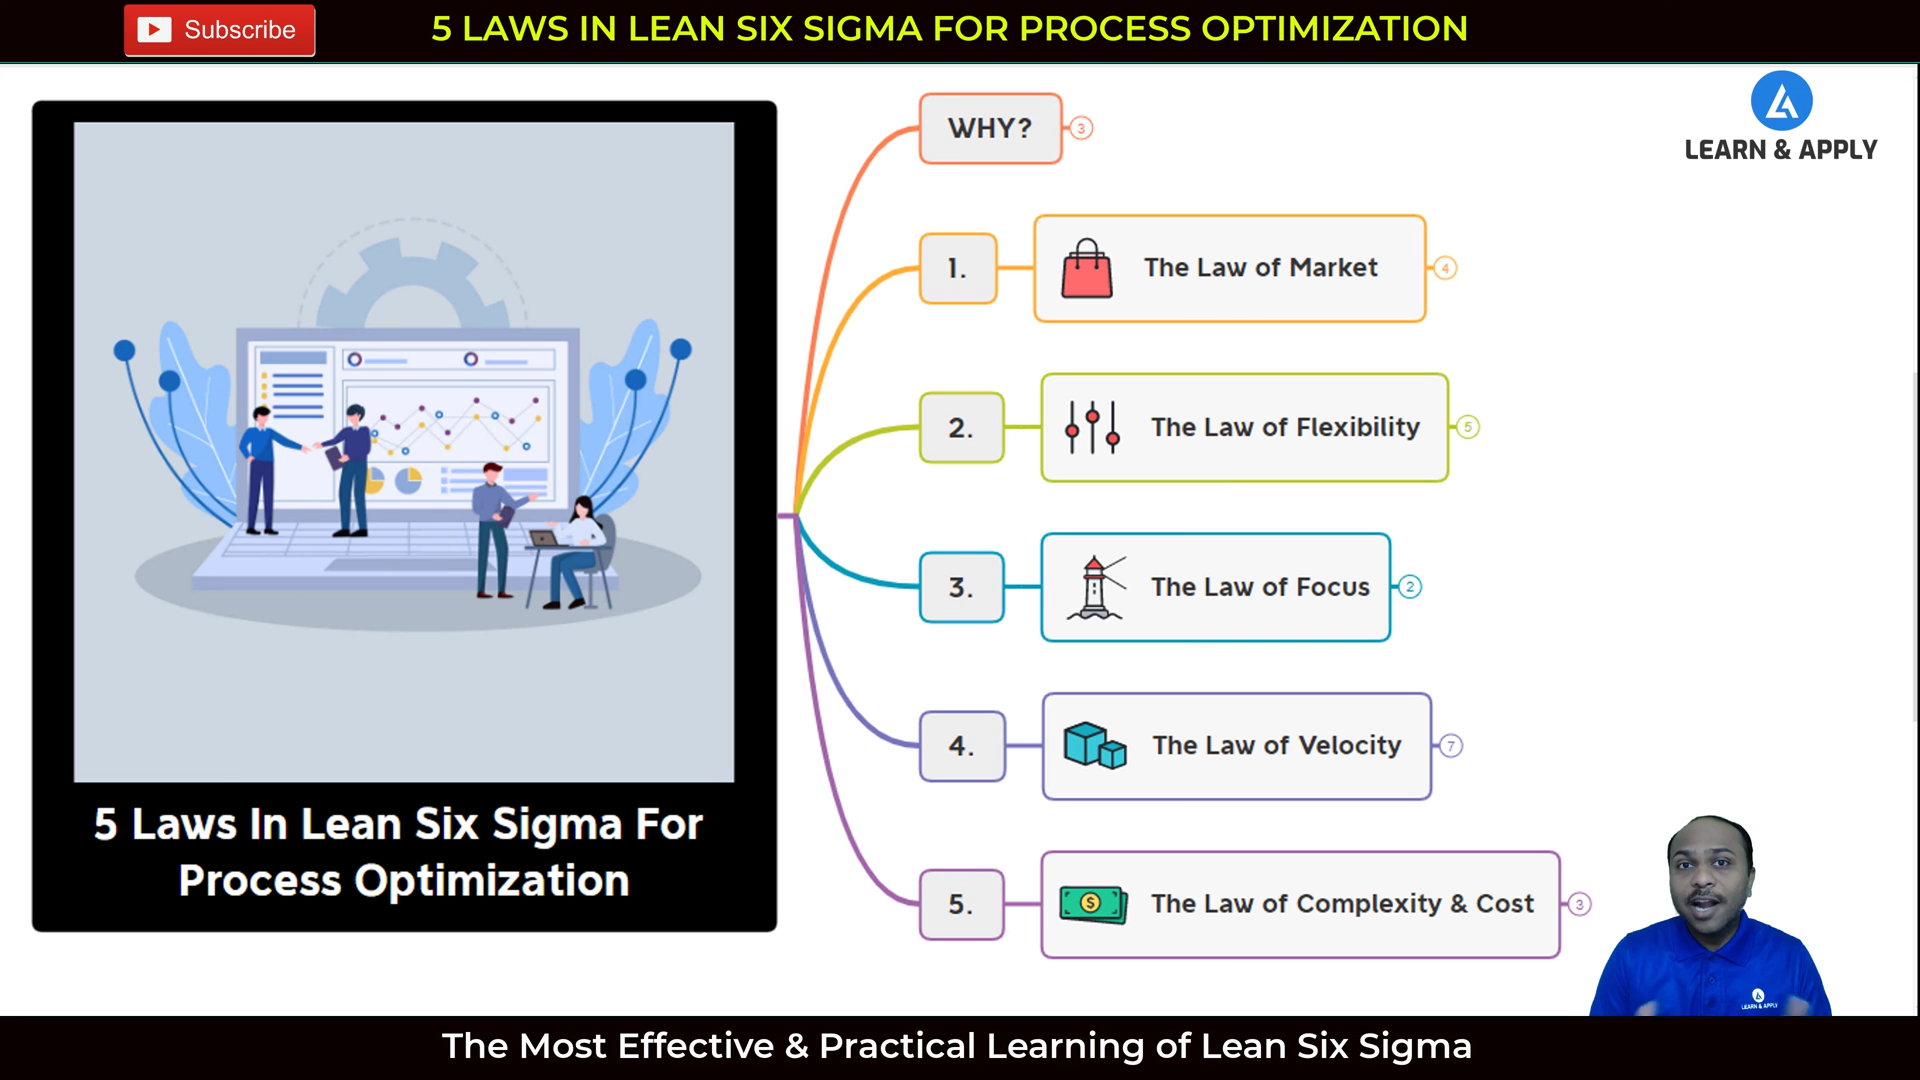 Subscribe
5 LAWS IN LEAN SIX SIGMA FOR PROCESS OPTIMIZATION
LEARN & APPLY
WHY?
3
1.
The Law of Market
4
2.
The Law of Flexibility
5
3.
The Law of Focus
2
4.
The Law of Velocity
7
5.
$
The Law of Complexity & Cost
3
5 Laws In Lean Six Sigma For
Process Optimization
LEARN & APPLY
The Most Effective & Practical Learning of Lean Six Sigma